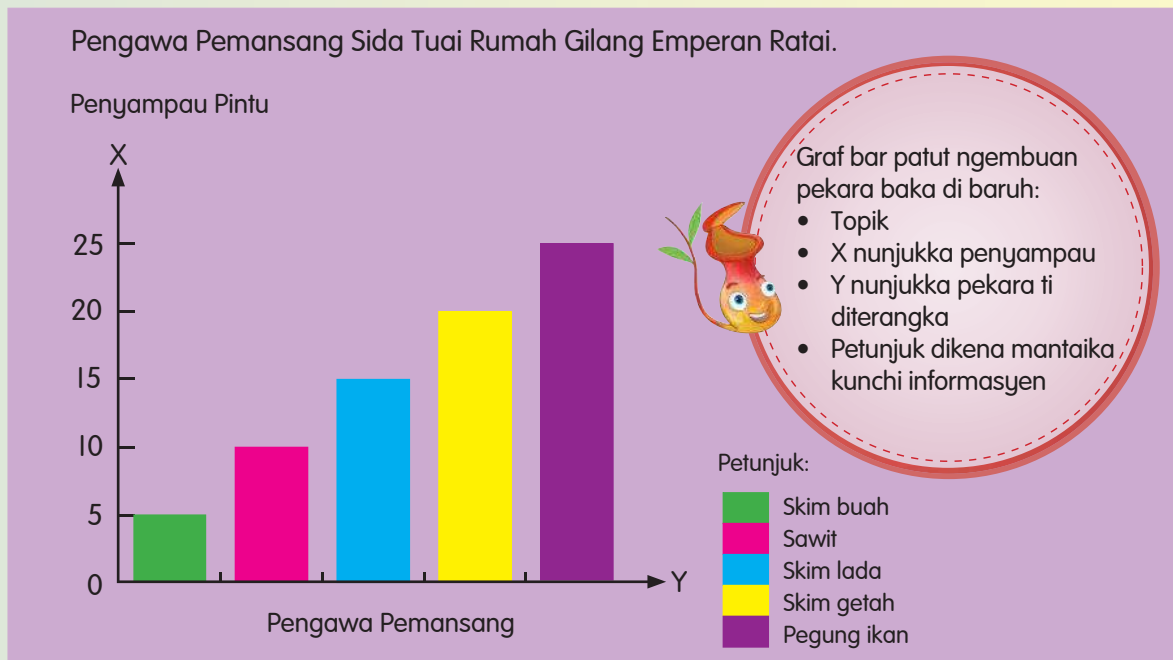 Pengawa Pemansang Sida Tuai Rumah Gilang Emperan Ratai.
Penyampau Pintu
X
25
20
15
10
5
0
Y
Pengawa Pemansang
Graf bar patut ngembuan
pekara baka di baruh:
• Topik
• X nunjukka penyampau
• Y nunjukka pekara ti
diterangka
• Petunjuk dikena mantaika
kunchi informasyen
Petunjuk:
Skim buah
Sawit
Skim lada
Skim getah
Pegung ikan